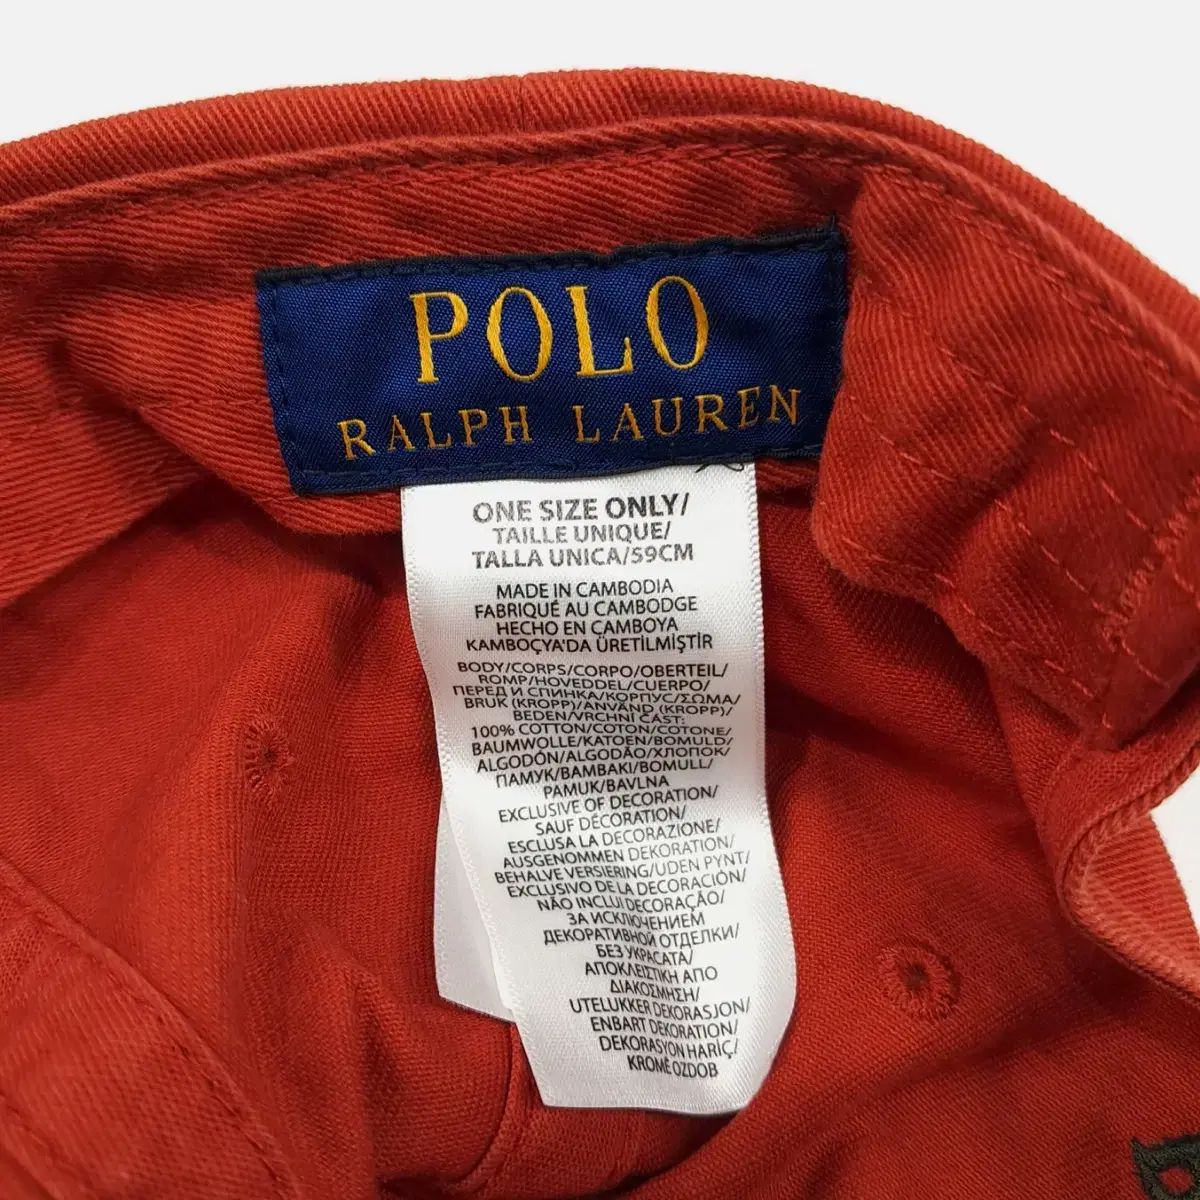 POLO
RALPH LAUREN
ONE SIZE ONLY/
TAILLE UNIQUE/
TALLA UNICA/59CM
MADE IN CAMBODIA
FABRIQUÉ AU CAMBODGE
HECHO EN CAMBOYA
KAMBOÇYA'DA ÜRETİLMİŞTİR
BODY/CORPS/CORPO/OBERTEIL/
ROMP/HOVEDDEL/CUERPO/
ПЕРЕД И СПИНКА/КОРПУС/ΣΩΜΑ/
BRUK (KROPP)/ANVÄND (KROPP)/
BEDEN/VRCHNÍ ČÁST:
100% COTTON/COTON/COTONE/
BAUMWOLLE/KATOEN/BOMULD/
ALGODÓN/ALGODÃO/ХЛОПОК/
ПАМУК/ΒΑΜΒΑΚΙ/BOMULL/
PAMUK/BAVLNA
EXCLUSIVE OF DECORATION/
SAUF DÉCORATION/
ESCLUSA LA DECORAZIONE/
AUSGENOMMEN DEKORATION/
BEHALVE VERSIERING/UDEN PYNT/
EXCLUSIVO DE LA DECORACIÓN/
NÃO INCLUI DECORAÇÃO/
ЗА ИСКЛЮЧЕНИЕМ
ДЕКОРАТИВНОЙ ОТДЕЛКИ/
БЕЗ УКРАСАТА/
ΑΠΟΚΛΕΙΣΤΙΚΗ ΑΠΟ
ΔΙΑΚΟΣΜΗΣΗ/
UTELUKKER DEKORASJON/
ENBART DEKORATION/
DEKORASYON HARİÇ/
KROMĚ OZDOB